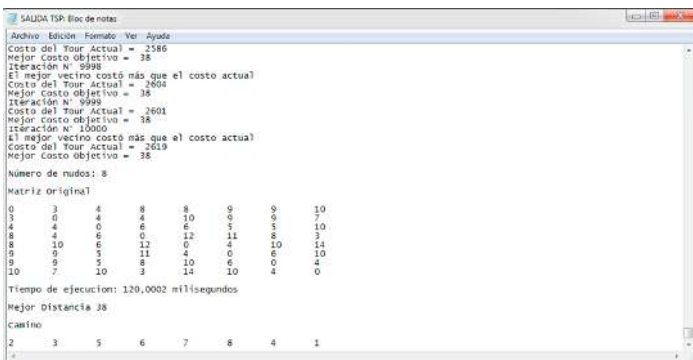 SALIDA TSP: Bloc de notas
Archivo Edición Formato Ver Ayuda
Costo del Tour Actual = 2586
Mejor Costo Objetivo = 38
Iteración N° 9998
El mejor vecino costó más que el costo actual
Costo del Tour Actual = 2604
Mejor Costo Objetivo = 38
Iteración N° 9999
Costo del Tour Actual = 2601
Mejor Costo Objetivo = 38
Iteración N° 10000
El mejor vecino costó más que el costo actual
Costo del Tour Actual = 2619
Mejor Costo Objetivo = 38
Número de nudos: 8
Matriz Original
0 3 4 8 8 9 9 10
3 0 4 4 10 9 9 7
4 4 0 6 6 5 5 10
8 4 6 0 12 11 8 3
8 10 6 12 0 4 10 14
9 9 5 11 4 0 6 10
9 9 5 8 10 6 0 4
10 7 10 3 14 10 4 0
Tiempo de ejecucion: 120,0002 milisegundos
Mejor Distancia 38
Camino
2 3 5 6 7 8 4 1